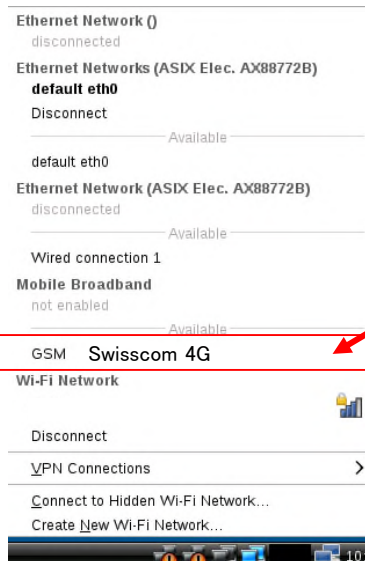 Ethernet Network ()
disconnected
Ethernet Networks (ASIX Elec. AX88772B)
default eth0
Disconnect
Available
default eth0
Ethernet Network (ASIX Elec. AX88772B)
disconnected
Available
Wired connection 1
Mobile Broadband
not enabled
Available
GSM Swisscom 4G
Wi-Fi Network
Disconnect
VPN Connections
Connect to Hidden Wi-Fi Network...
Create New Wi-Fi Network...
10